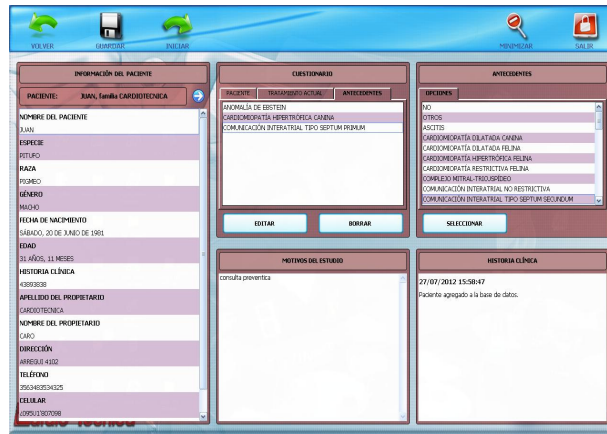 VOLVER
GUARDAR
INICIAR
MINIMIZAR
SALIR
INFORMACIÓN DEL PACIENTE
PACIENTE: JUAN, familia CARDIOTECNICA
NOMBRE DEL PACIENTE
JUAN
ESPECIE
PITUFO
RAZA
PIGMEO
GÉNERO
MACHO
FECHA DE NACIMIENTO
SÁBADO, 20 DE JUNIO DE 1981
EDAD
31 AÑOS, 11 MESES
HISTORIA CLÍNICA
43893838
APELLIDO DEL PROPIETARIO
CARDIOTECNICA
NOMBRE DEL PROPIETARIO
CARO
DIRECCIÓN
ARREGUI 4102
TELÉFONO
3563483534325
CELULAR
CUESTIONARIO
PACIENTE TRATAMIENTO ACTUAL ANTECEDENTES
ANOMALÍA DE EBSTEIN
CARDIOMIOPATÍA HIPERTRÓFICA CANINA
COMUNICACIÓN INTERATRIAL TIPO SEPTUM PRIMUM
EDITAR BORRAR
ANTECEDENTES
OPCIONES
NO
OTROS
ASCITIS
CARDIOMIOPATÍA DILATADA CANINA
CARDIOMIOPATÍA DILATADA FELINA
CARDIOMIOPATÍA HIPERTRÓFICA FELINA
CARDIOMIOPATÍA RESTRICTIVA FELINA
COMPLEJO MITRAL-TRICUSPÍDEO
COMUNICACIÓN INTERATRIAL NO RESTRICTIVA
COMUNICACIÓN INTERATRIAL TIPO SEPTUM SECUNDUM
SELECCIONAR
MOTIVOS DEL ESTUDIO
consulta preventica
HISTORIA CLÍNICA
27/07/2012 15:58:47
Paciente agregado a la base de datos.